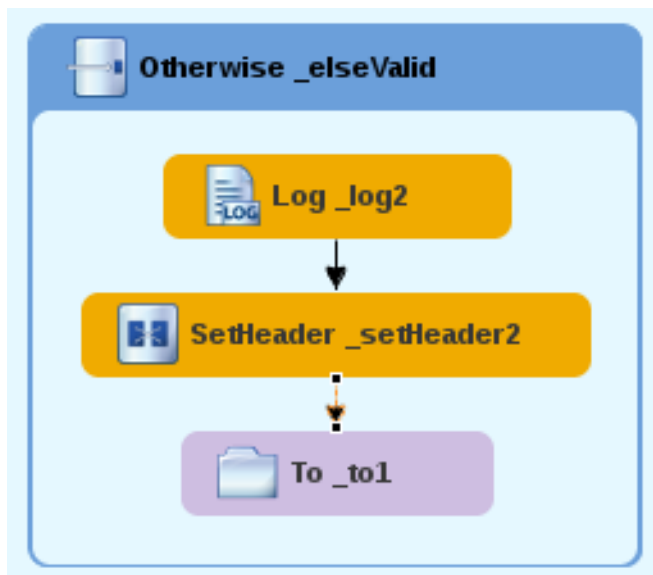 Otherwise _elseValid
LOG
Log _log2
SetHeader _setHeader2
To _to1